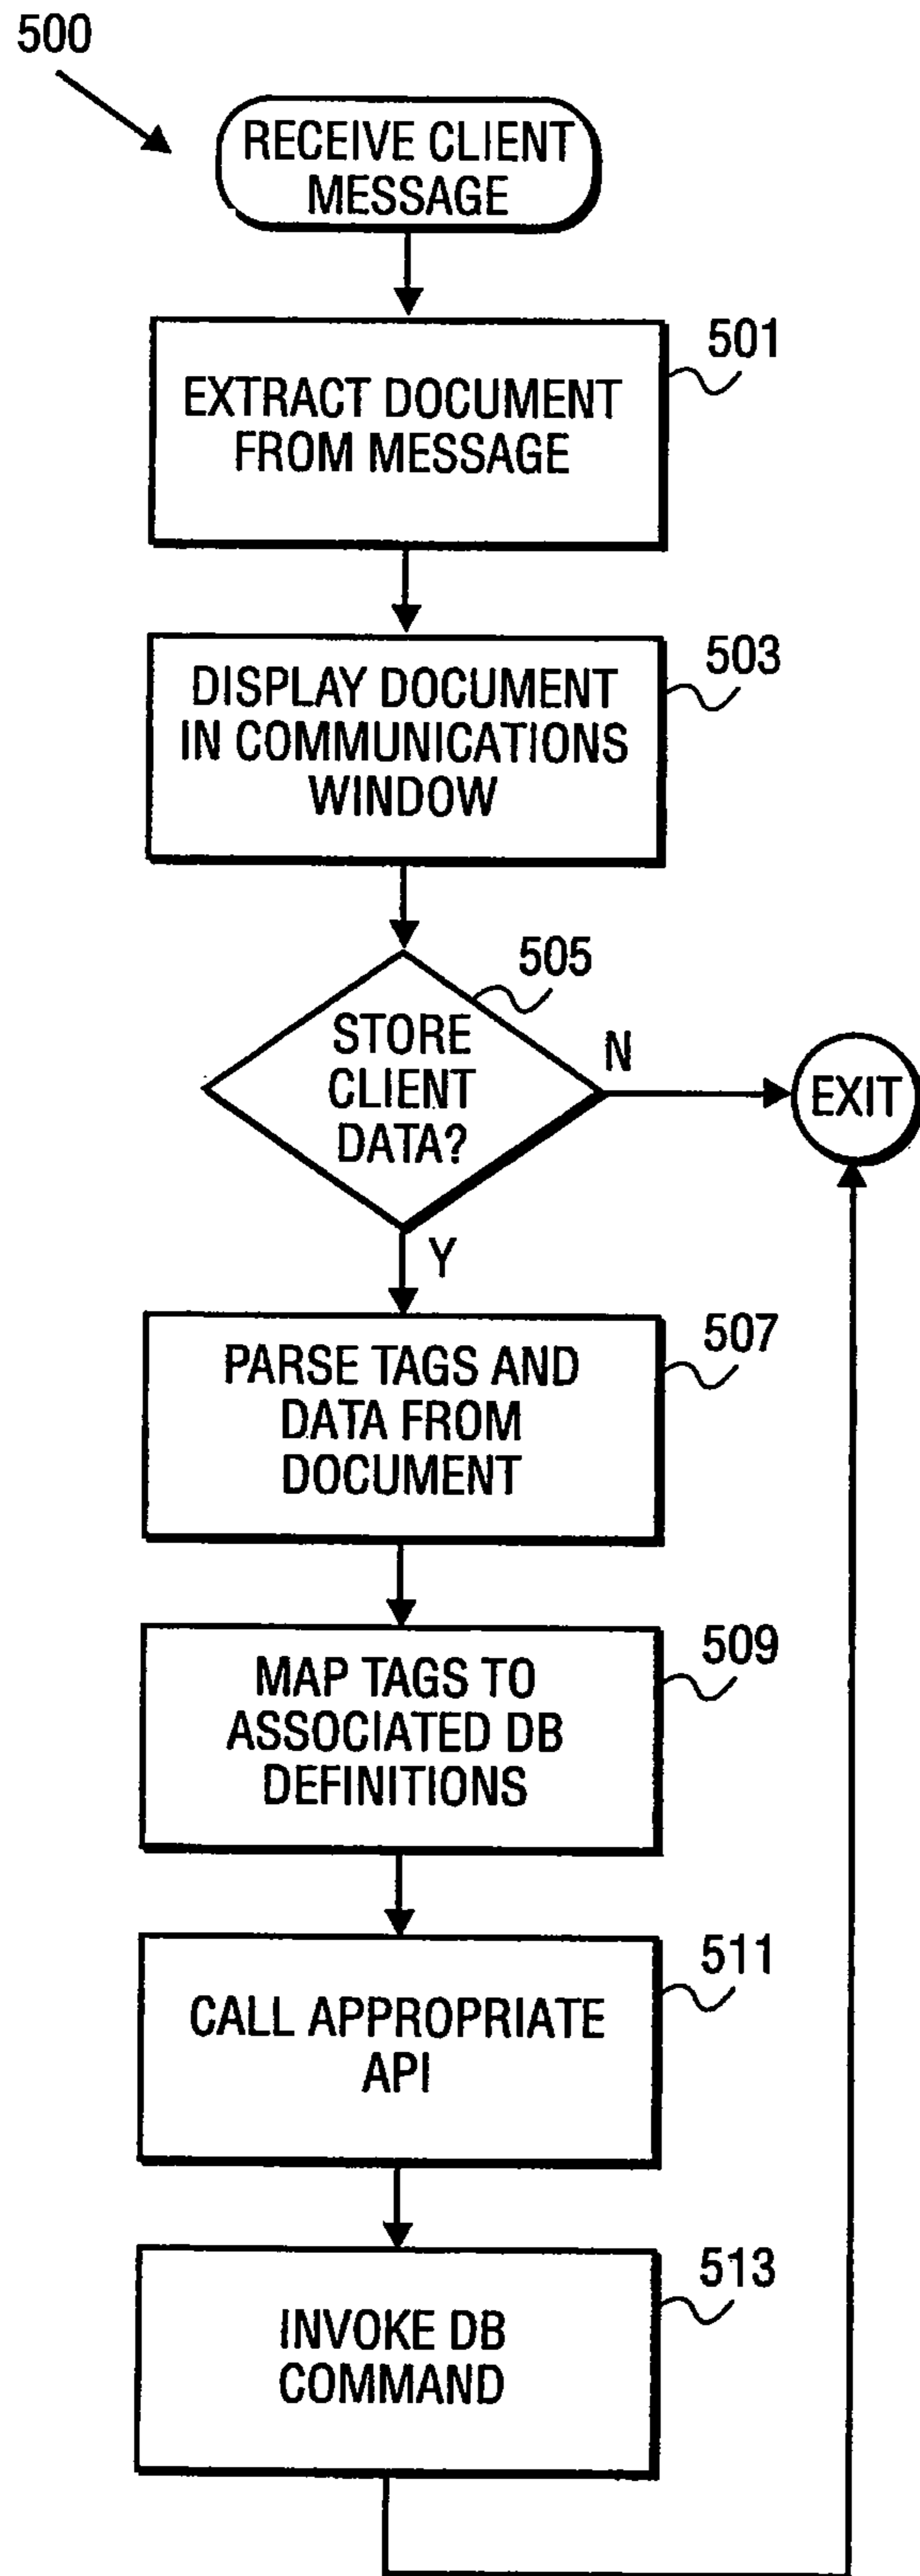 500
RECEIVE CLIENT
MESSAGE
501
EXTRACT DOCUMENT
FROM MESSAGE
503
DISPLAY DOCUMENT
IN COMMUNICATIONS
WINDOW
505
STORE
CLIENT
DATA?
N
EXIT
Y
507
PARSE TAGS AND
DATA FROM
DOCUMENT
509
MAP TAGS TO
ASSOCIATED DB
DEFINITIONS
511
CALL APPROPRIATE
API
513
INVOKE DB
COMMAND